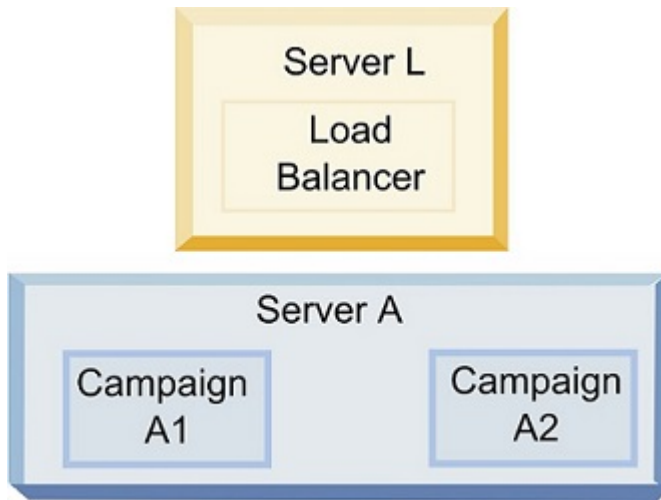 Server L
Load
Balancer
Server A
Campaign
A1
Campaign
A2